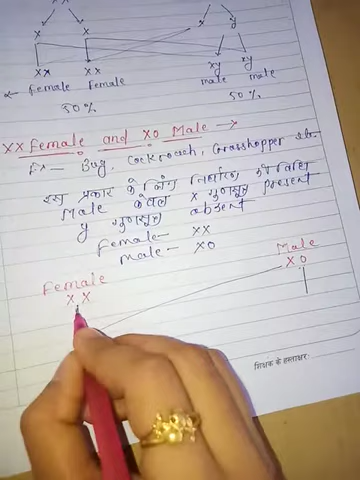 X X y
XX XX xy xy
Female Female male male
50% 50%
XX Female and XO Male →
Ex - Bug, Cockroach, Grasshopper etc.
इस प्रकार के लिंग निर्धारण की विधि
Male केवल X गुणसूत्र present
y गुणसूत्र absent
Female - XX
male - XO
Female
XX
Male
XO
शिक्षक के हस्ताक्षर